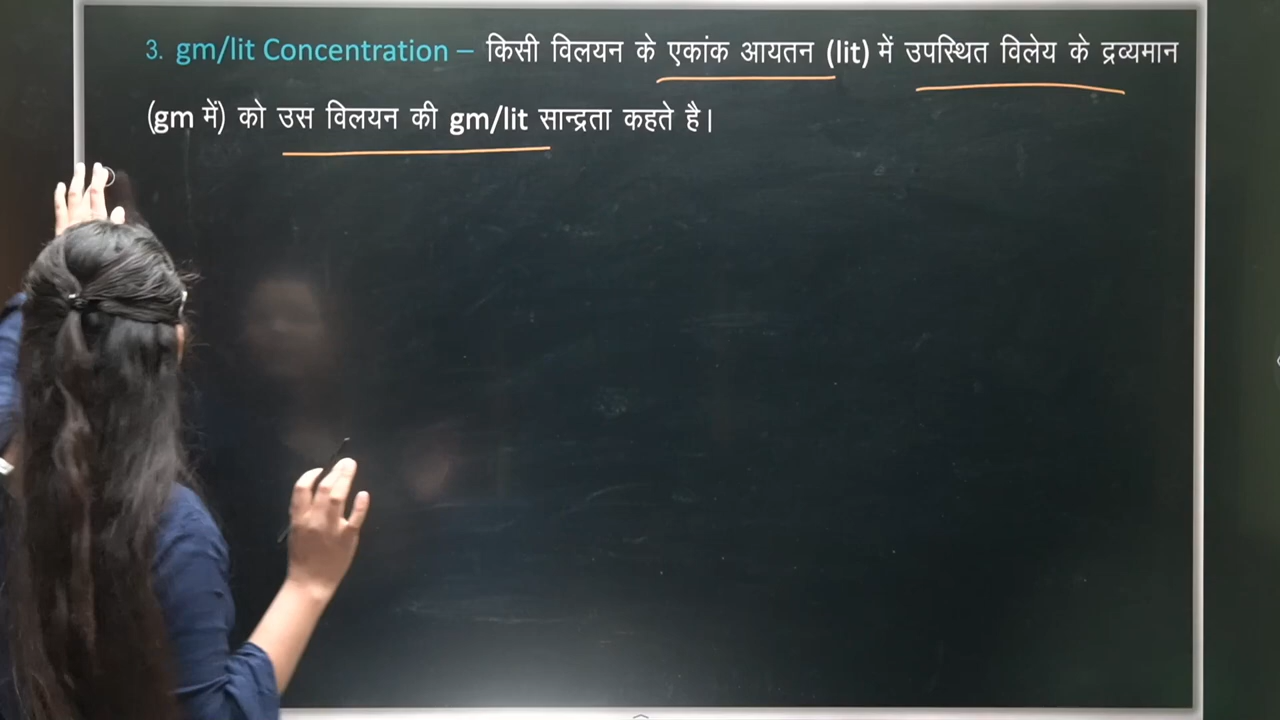 3. gm/lit Concentration – किसी विलयन के एकांक आयतन (lit) में उपस्थित विलेय के द्रव्यमान
(gm में) को उस विलयन की gm/lit सान्द्रता कहते है।